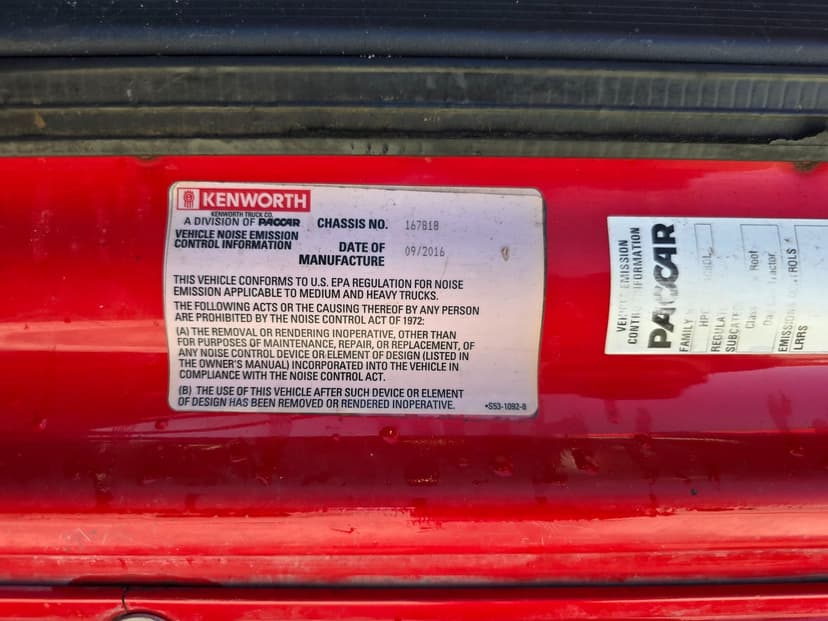 KENWORTH
KENWORTH TRUCK CO.
A DIVISION OF PACCAR
VEHICLE NOISE EMISSION
CONTROL INFORMATION
CHASSIS NO. 167818
DATE OF
MANUFACTURE 09/2016
THIS VEHICLE CONFORMS TO U.S. EPA REGULATION FOR NOISE
EMISSION APPLICABLE TO MEDIUM AND HEAVY TRUCKS.
THE FOLLOWING ACTS OR THE CAUSING THEREOF BY ANY PERSON
ARE PROHIBITED BY THE NOISE CONTROL ACT OF 1972:
(A) THE REMOVAL OR RENDERING INOPERATIVE, OTHER THAN
FOR PURPOSES OF MAINTENANCE, REPAIR, OR REPLACEMENT, OF
ANY NOISE CONTROL DEVICE OR ELEMENT OF DESIGN (LISTED IN
THE OWNER'S MANUAL) INCORPORATED INTO THE VEHICLE IN
COMPLIANCE WITH THE NOISE CONTROL ACT.
(B) THE USE OF THIS VEHICLE AFTER SUCH DEVICE OR ELEMENT
OF DESIGN HAS BEEN REMOVED OR RENDERED INOPERATIVE.
•S53-1092-8
EMISSION
INFORMATION
PACCAR
FAMILY
Class Roof
EMISSIONS
LRRS